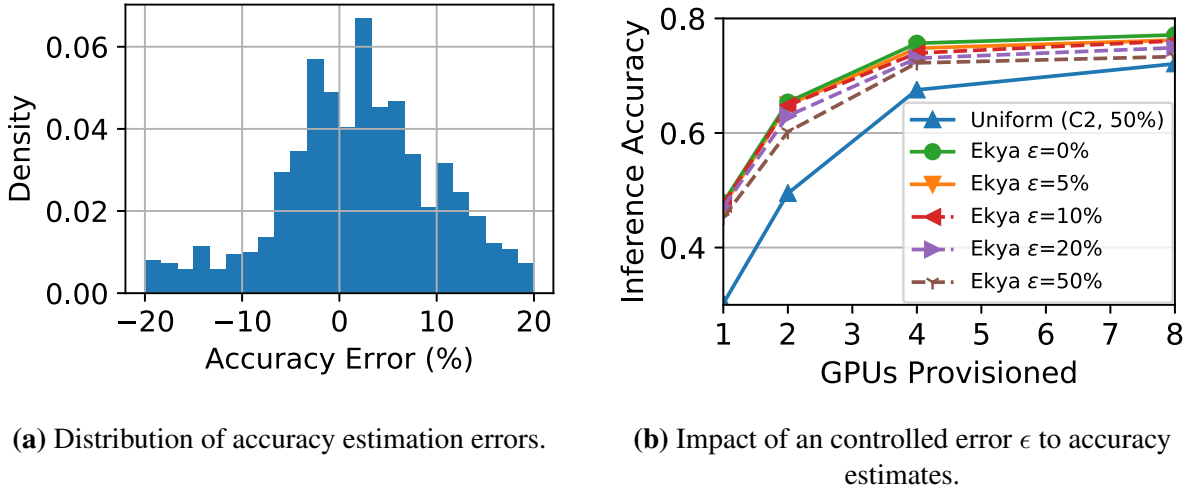 0.06
0.04
0.02
0.00
Density
−20
−10
0
10
20
Accuracy Error (%)
(a) Distribution of accuracy estimation errors.
0.8
0.6
0.4
Inference Accuracy
Uniform (C2, 50%)
Ekya ε=0%
Ekya ε=5%
Ekya ε=10%
Ekya ε=20%
Ekya ε=50%
1
2
3
4
5
6
7
8
GPUs Provisioned
(b) Impact of an controlled error ϵ to accuracy
estimates.